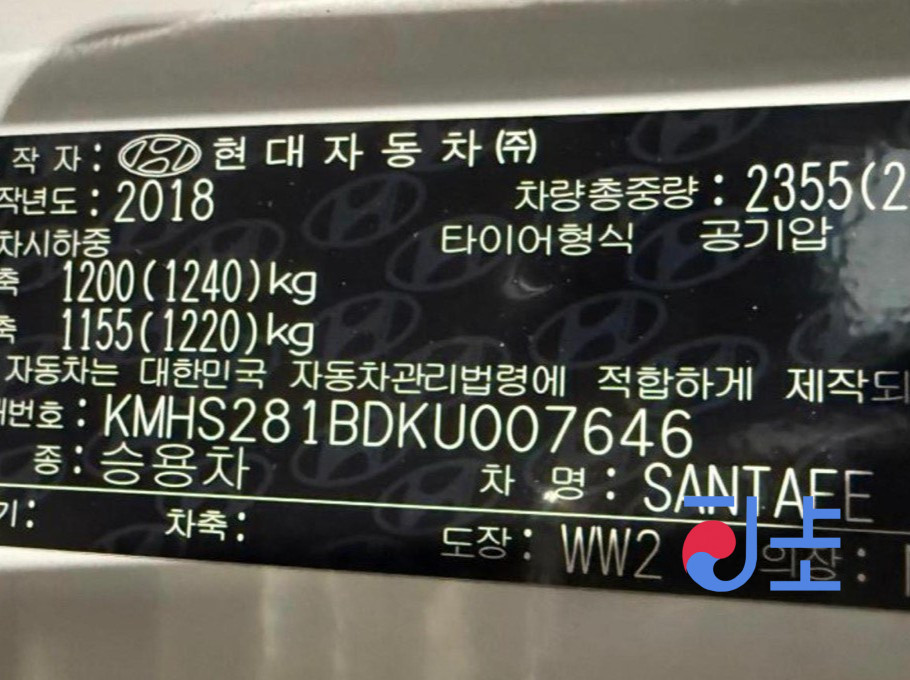 작 자 : 현 대 자 동 차 ㈜
작년도 : 2018 차량총중량 : 2355(2
차시하중 타이어형식 공기압
축 1200(1240)kg
축 1155(1220)kg
자동차는 대한민국 자동차관리법령에 적합하게 제작되
대번호 : KMHS281BDKU007646
종 : 승용차 차 명 : SANTAFE
기 : 차축 : 도장 : WW2 의장 :